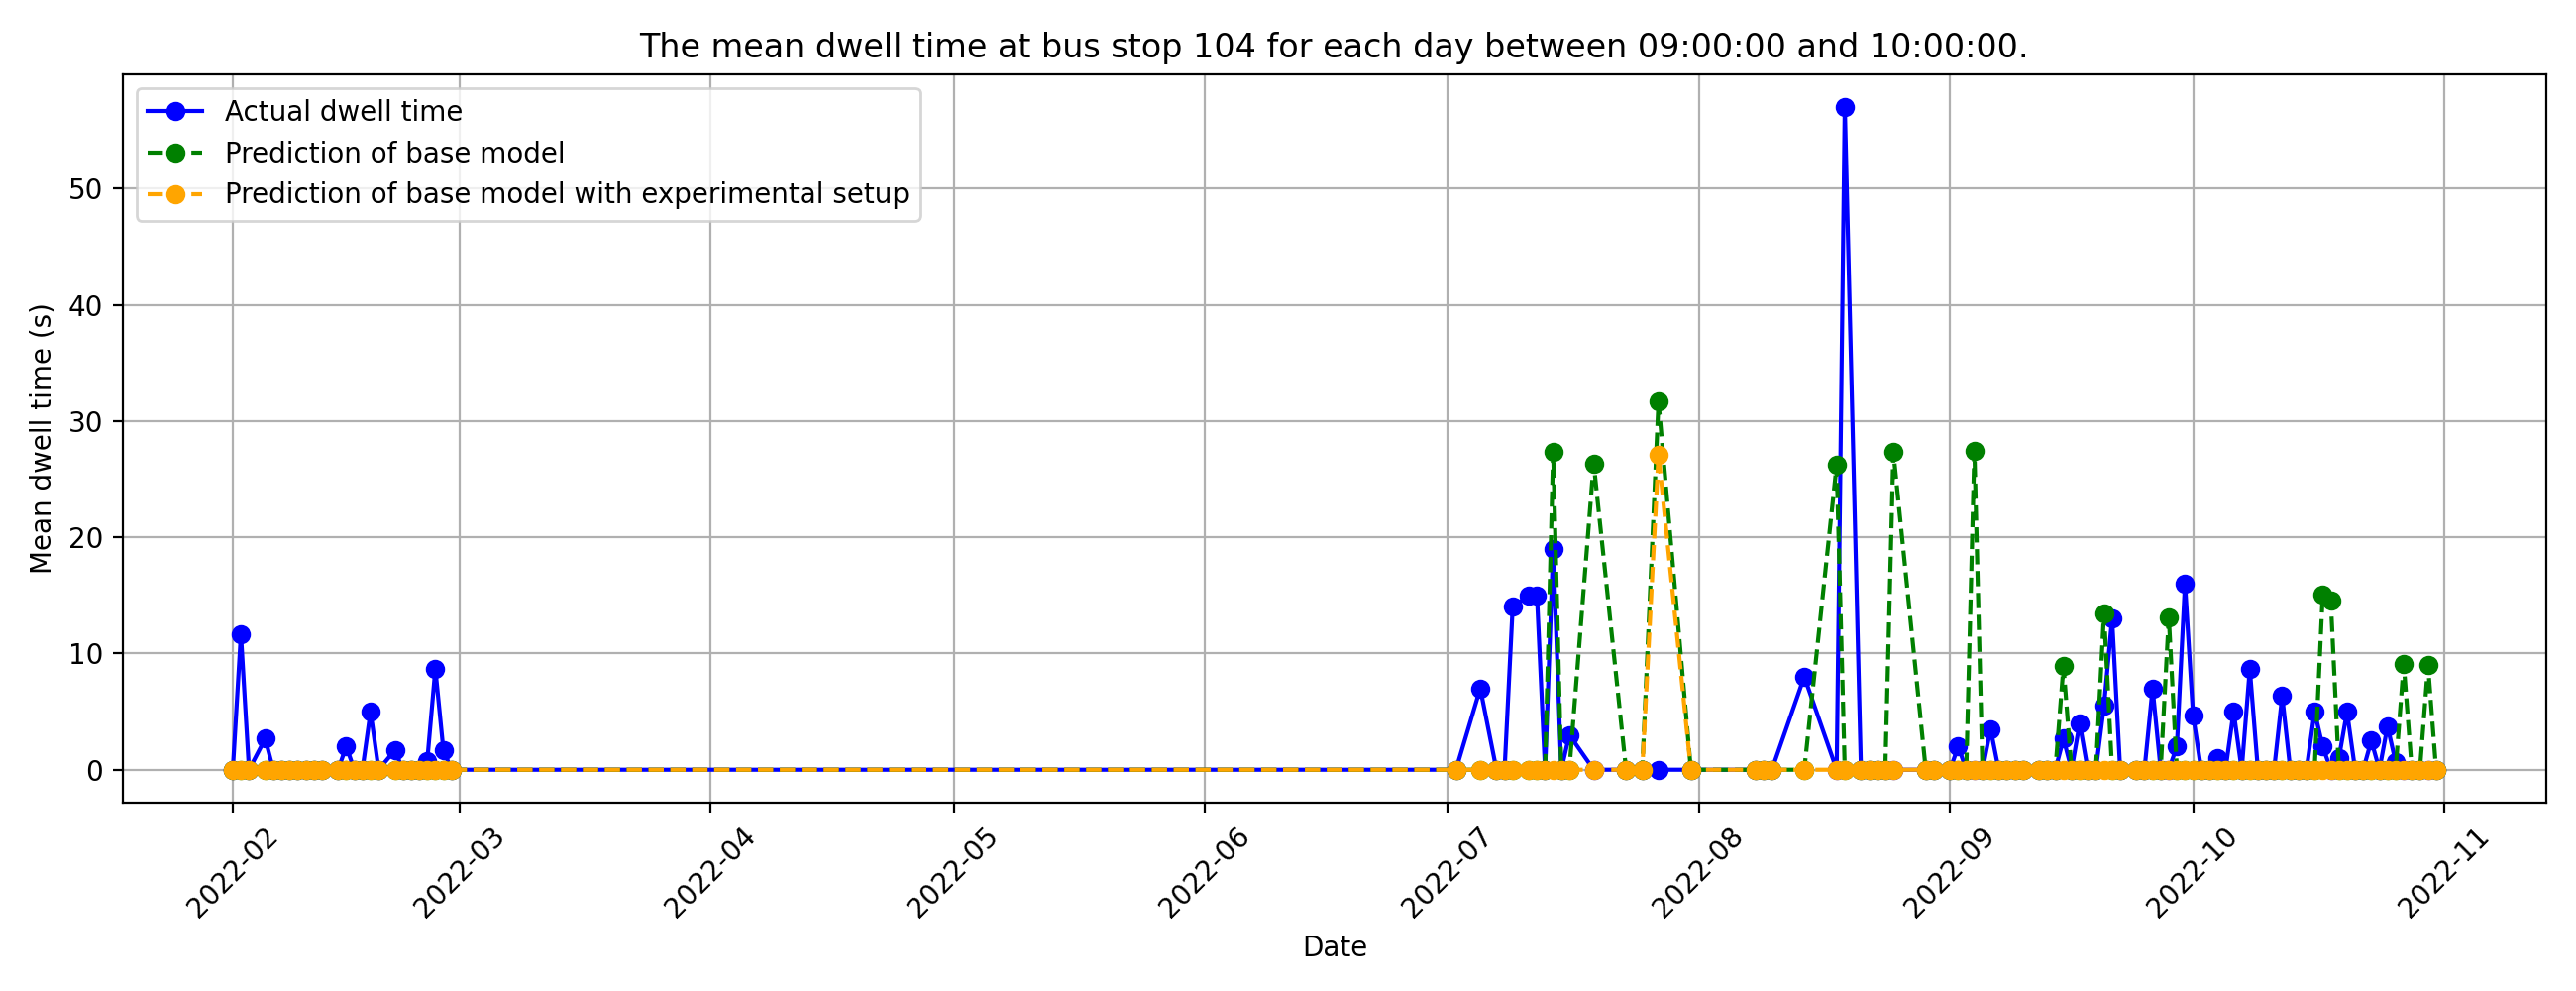 The mean dwell time at bus stop 104 for each day between 09:00:00 and 10:00:00.
Actual dwell time
Prediction of base model
Prediction of base model with experimental setup
Mean dwell time (s)
50
40
30
20
10
0
2022-02
2022-03
2022-04
2022-05
2022-06
2022-07
2022-08
2022-09
2022-10
2022-11
Date